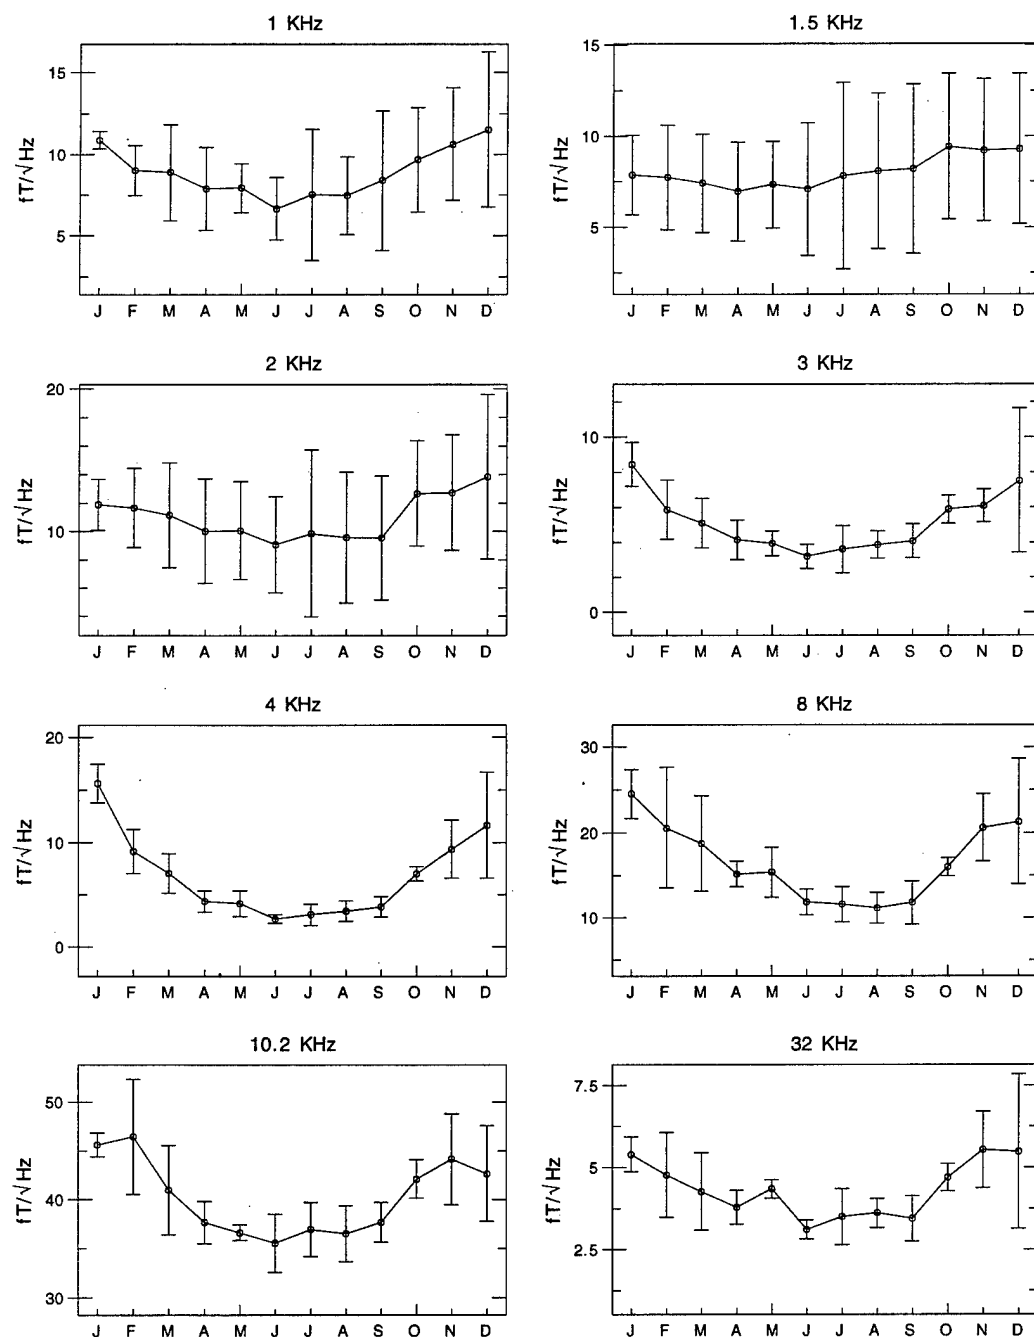 1 KHz
1.5 KHz
15
10
5
fT/√Hz
J F M A M J J A S O N D
15
10
5
fT/√Hz
J F M A M J J A S O N D
2 KHz
3 KHz
20
10
fT/√Hz
J F M A M J J A S O N D
10
0
fT/√Hz
J F M A M J J A S O N D
4 KHz
8 KHz
20
10
0
fT/√Hz
J F M A M J J A S O N D
30
20
10
fT/√Hz
J F M A M J J A S O N D
10.2 KHz
32 KHz
50
40
30
fT/√Hz
J F M A M J J A S O N D
7.5
5
2.5
fT/√Hz
J F M A M J J A S O N D